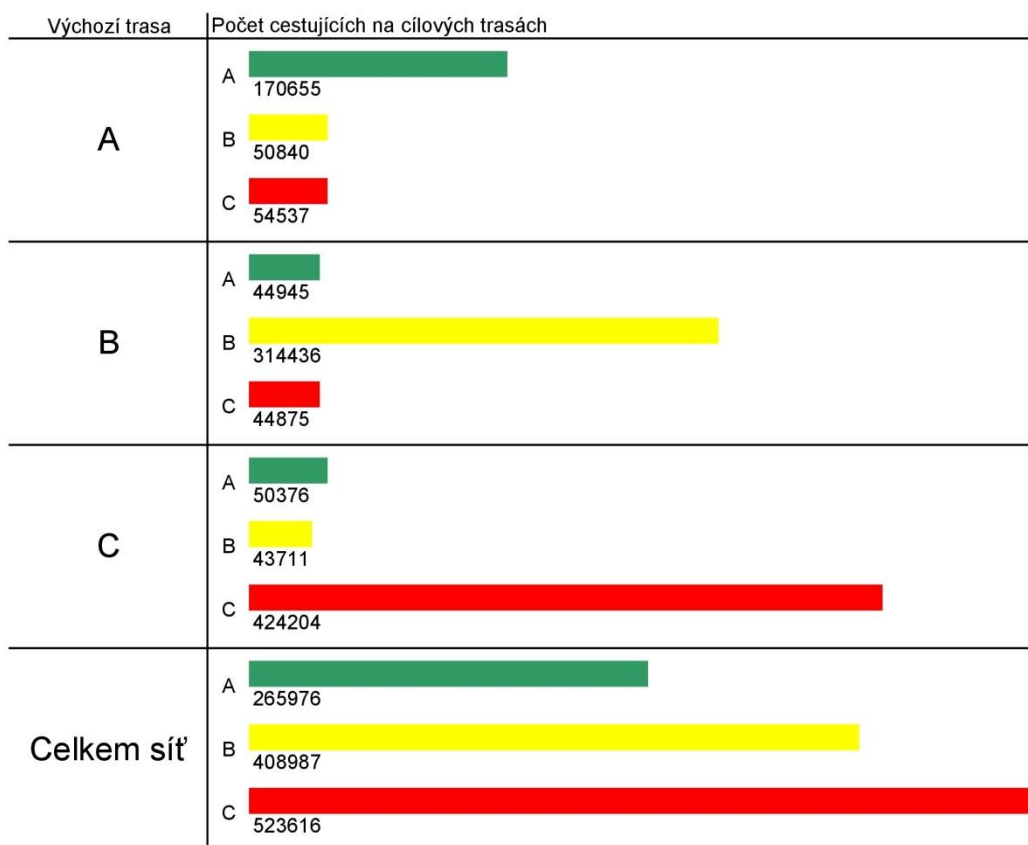 Výchozí trasa
Počet cestujících na cílových trasách
A
A
170655
B
50840
C
54537
B
A
44945
B
314436
C
44875
C
A
50376
B
43711
C
424204
Celkem síť
A
265976
B
408987
C
523616